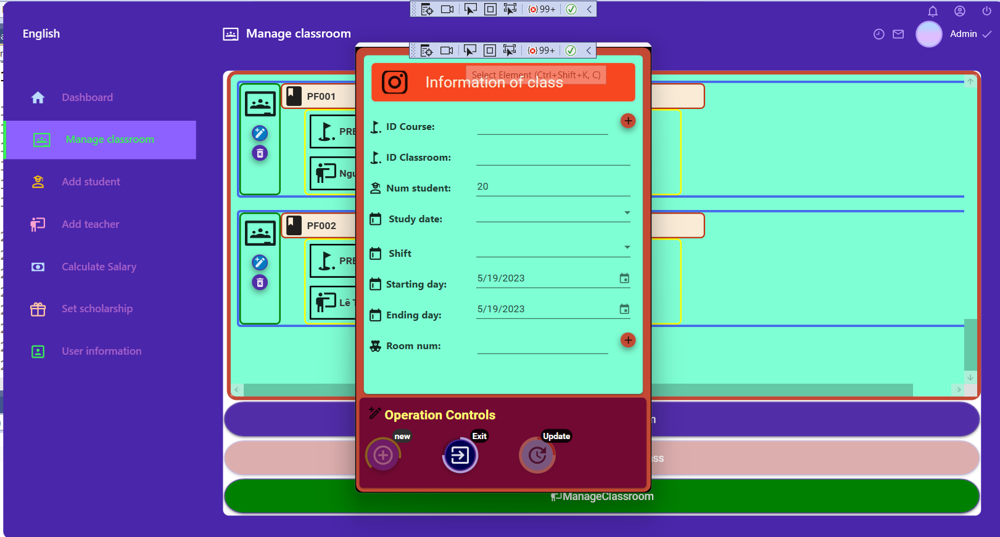 99+
English
Manage classroom
Admin
99+
Select Element (Ctrl+Shift+K, C)
Information of class
Dashboard
Manage classroom
Add student
Add teacher
Calculate Salary
Set scholarship
User information
PF001
PRE
Ngu
PF002
PRE
Lê T
ID Course:
ID Classroom:
Num student:
20
Study date:
Shift
Starting day:
5/19/2023
Ending day:
5/19/2023
Room num:
Operation Controls
new
Exit
Update
ManageClassroom